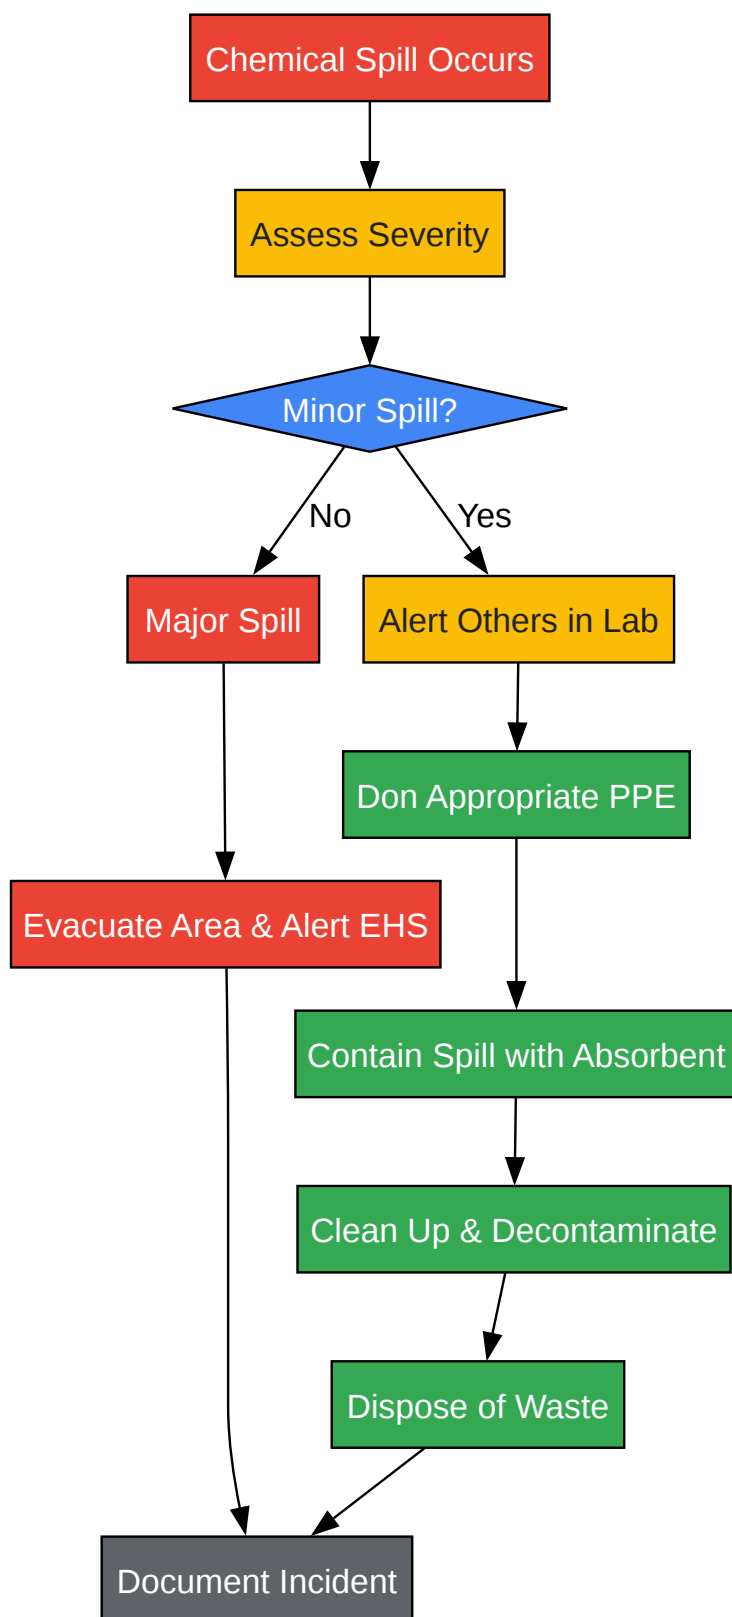 Chemical Spill Occurs
Assess Severity
Minor Spill?
No
Yes
Major Spill
Alert Others in Lab
Don Appropriate PPE
Evacuate Area & Alert EHS
Contain Spill with Absorbent
Clean Up & Decontaminate
Dispose of Waste
Document Incident